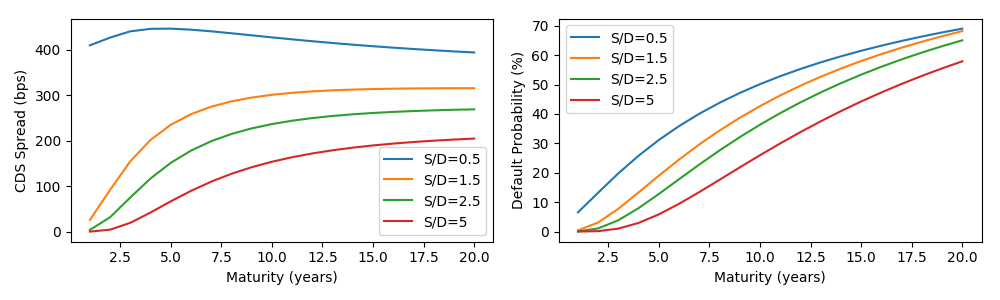 CDS Spread (bps)
400
300
200
100
0
S/D=0.5
S/D=1.5
S/D=2.5
S/D=5
2.5 5.0 7.5 10.0 12.5 15.0 17.5 20.0
Maturity (years)
Default Probability (%)
70
60
50
40
30
20
10
0
S/D=0.5
S/D=1.5
S/D=2.5
S/D=5
2.5 5.0 7.5 10.0 12.5 15.0 17.5 20.0
Maturity (years)